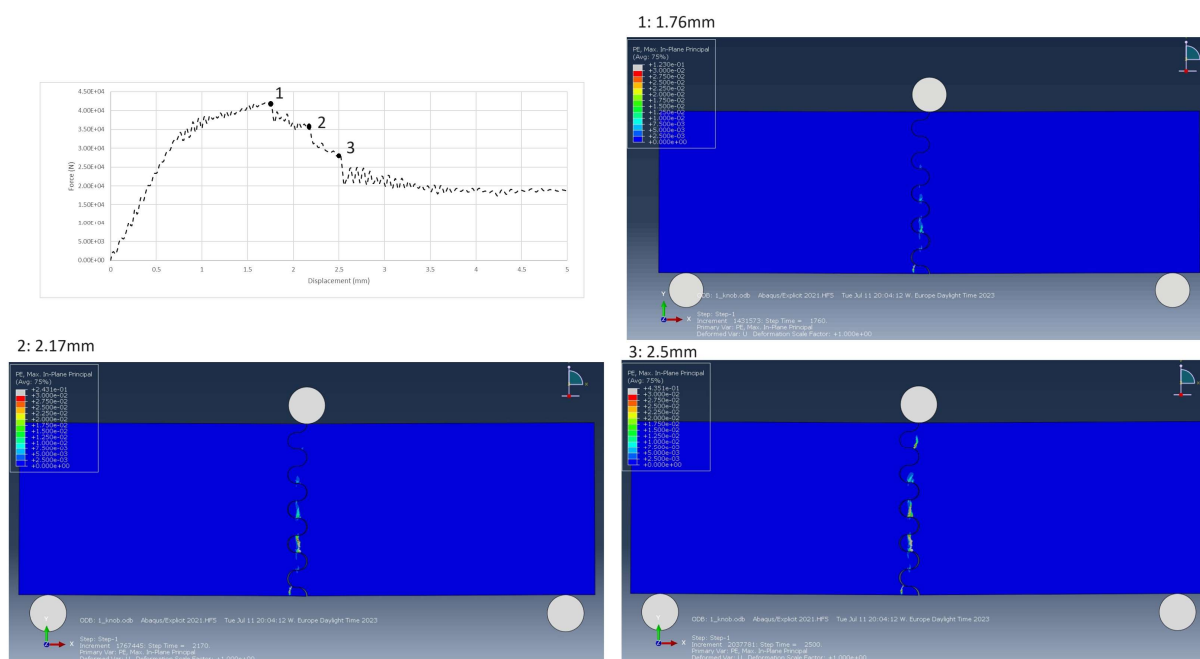 1: 1.76mm
PE, Max. In-Plane Principal
(Avg: 75%)
+1.230e-01
+3.000e-02
+2.750e-02
+2.500e-02
+2.250e-02
+2.000e-02
+1.750e-02
+1.500e-02
+1.250e-02
+1.000e-02
+7.500e-03
+5.000e-03
+2.500e-03
+0.000e+00
ODB: 1_knob.odb Abaqus/Explicit 2021.HF5 Tue Jul 11 20:04:12 W. Europe Daylight Time 2023
Y
Z X
Step: Step-1
Increment 1431573: Step Time = 1760.
Primary Var: PE, Max. In-Plane Principal
Deformed Var: U Deformation Scale Factor: +1.000e+00
4.50E+04
4.00E+04
3.50E+04
3.00E+04
2.50E+04
2.00E+04
1.50E+04
1.00E+04
5.00E+03
0.00E+00
Force (N)
1
2
3
0 0.5 1 1.5 2 2.5 3 3.5 4 4.5 5
Displacement (mm)
2: 2.17mm
PE, Max. In-Plane Principal
(Avg: 75%)
+2.431e-01
+3.000e-02
+2.750e-02
+2.500e-02
+2.250e-02
+2.000e-02
+1.750e-02
+1.500e-02
+1.250e-02
+1.000e-02
+7.500e-03
+5.000e-03
+2.500e-03
+0.000e+00
ODB: 1_knob.odb Abaqus/Explicit 2021.HF5 Tue Jul 11 20:04:12 W. Europe Daylight Time 2023
Y
Z X
Step: Step-1
Increment 1767445: Step Time = 2170.
Primary Var: PE, Max. In-Plane Principal
Deformed Var: U Deformation Scale Factor: +1.000e+00
3: 2.5mm
PE, Max. In-Plane Principal
(Avg: 75%)
+4.351e-01
+3.000e-02
+2.750e-02
+2.500e-02
+2.250e-02
+2.000e-02
+1.750e-02
+1.500e-02
+1.250e-02
+1.000e-02
+7.500e-03
+5.000e-03
+2.500e-03
+0.000e+00
ODB: 1_knob.odb Abaqus/Explicit 2021.HF5 Tue Jul 11 20:04:12 W. Europe Daylight Time 2023
Y
Z X
Step: Step-1
Increment 2037781: Step Time = 2500.
Primary Var: PE, Max. In-Plane Principal
Deformed Var: U Deformation Scale Factor: +1.000e+00